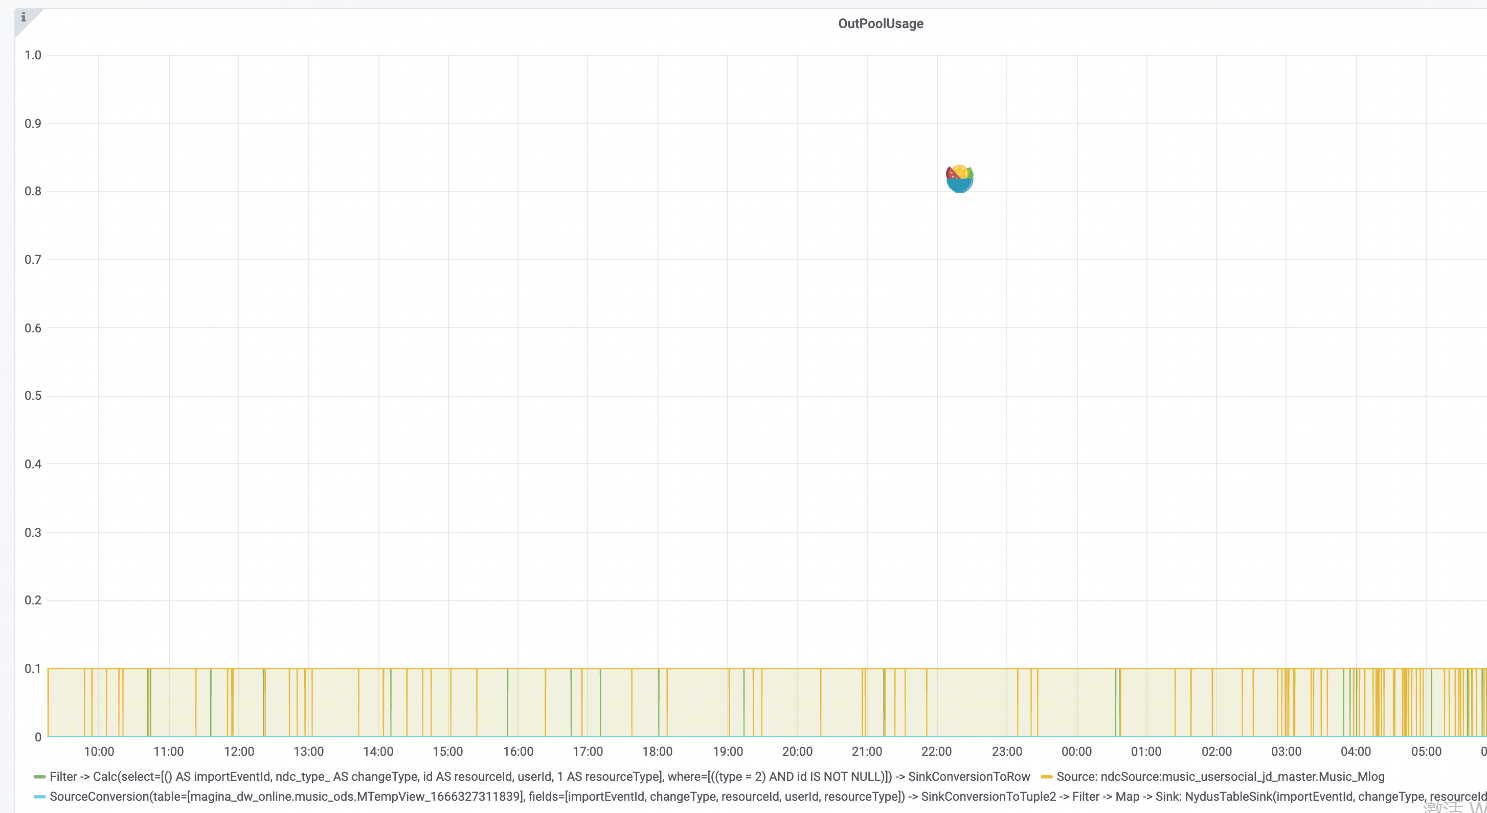 i
OutPoolUsage
1.0
0.9
0.8
0.7
0.6
0.5
0.4
0.3
0.2
0.1
0
10:00 11:00 12:00 13:00 14:00 15:00 16:00 17:00 18:00 19:00 20:00 21:00 22:00 23:00 00:00 01:00 02:00 03:00 04:00 05:00 0
Filter -> Calc(select=[() AS importEventId, ndc_type_ AS changeType, id AS resourceId, userId, 1 AS resourceType], where=[((type = 2) AND id IS NOT NULL)]) -> SinkConversionToRow Source: ndcSource:music_usersocial_jd_master.Music_Mlog
SourceConversion(table=[magina_dw_online.music_ods.MTempView_1666327311839], fields=[importEventId, changeType, resourceId, userId, resourceType]) -> SinkConversionToTuple2 -> Filter -> Map -> Sink: NydusTableSink(importEventId, changeType, resourceId
激活 W